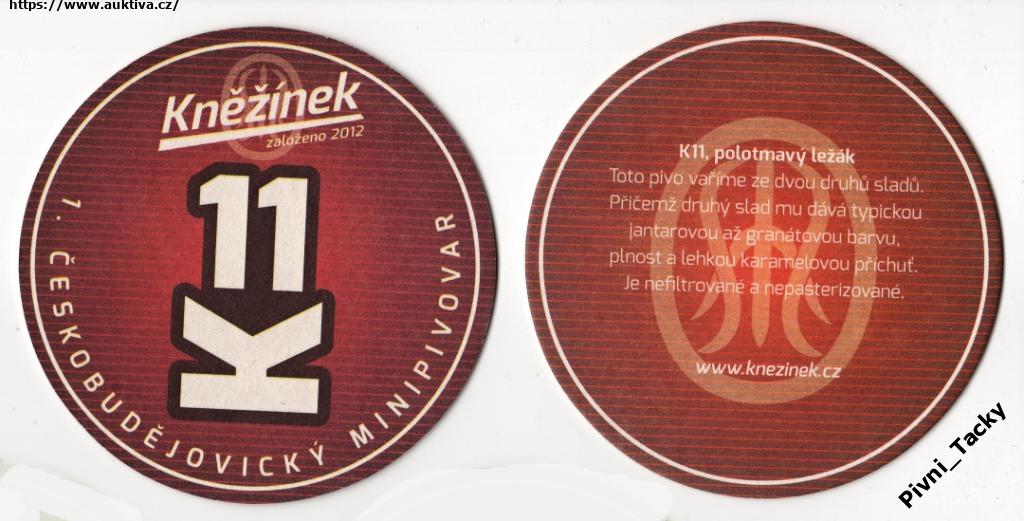 https://www.auktiva.cz/
Kněžínek
založeno 2012
K11
1. ČESKOBUDĚJOVICKÝ MINIPIVOVAR
K11, polotmavý ležák
Toto pivo vaříme ze dvou druhů sladů.
Přičemž druhý slad mu dává typickou
jantarovou až granátovou barvu,
plnost a lehkou karamelovou příchuť.
Je nefiltrované a nepasterizované.
www.knezinek.cz
Pivni_Tacky